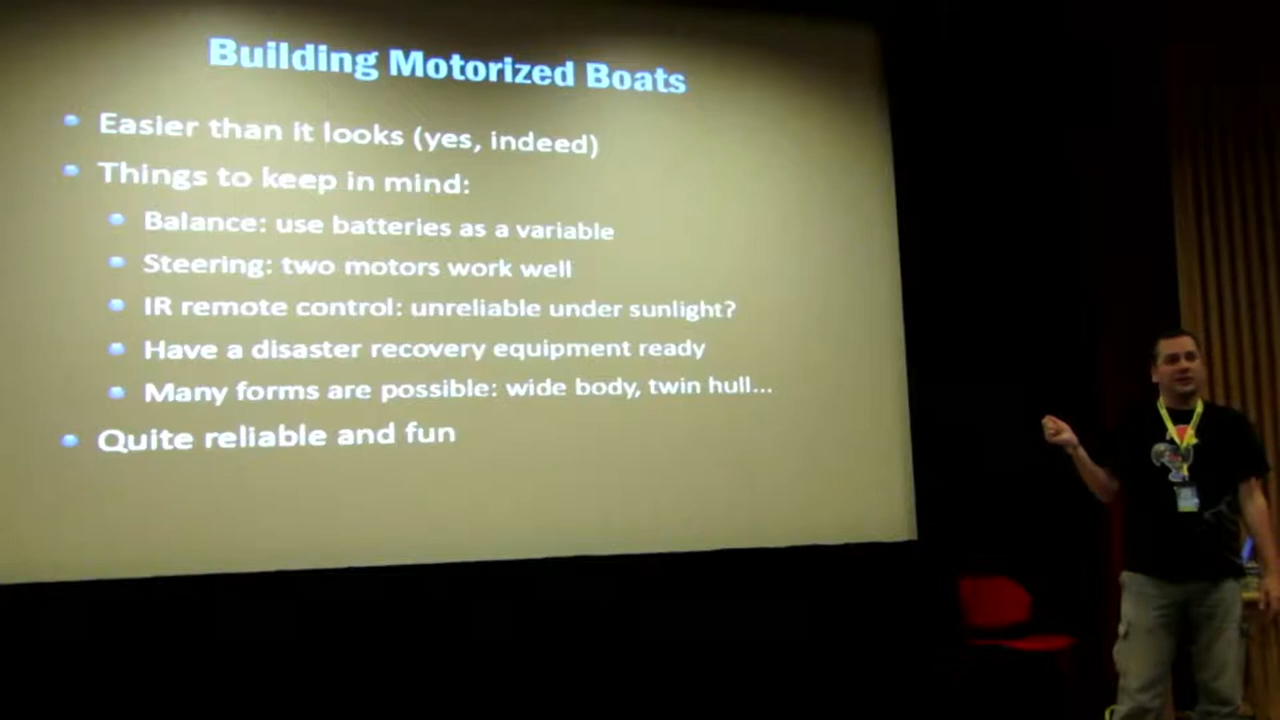 Building Motorized Boats
Easier than it looks (yes, indeed)
Things to keep in mind:
Balance: use batteries as a variable
Steering: two motors work well
IR remote control: unreliable under sunlight?
Have a disaster recovery equipment ready
Many forms are possible: wide body, twin hull...
Quite reliable and fun